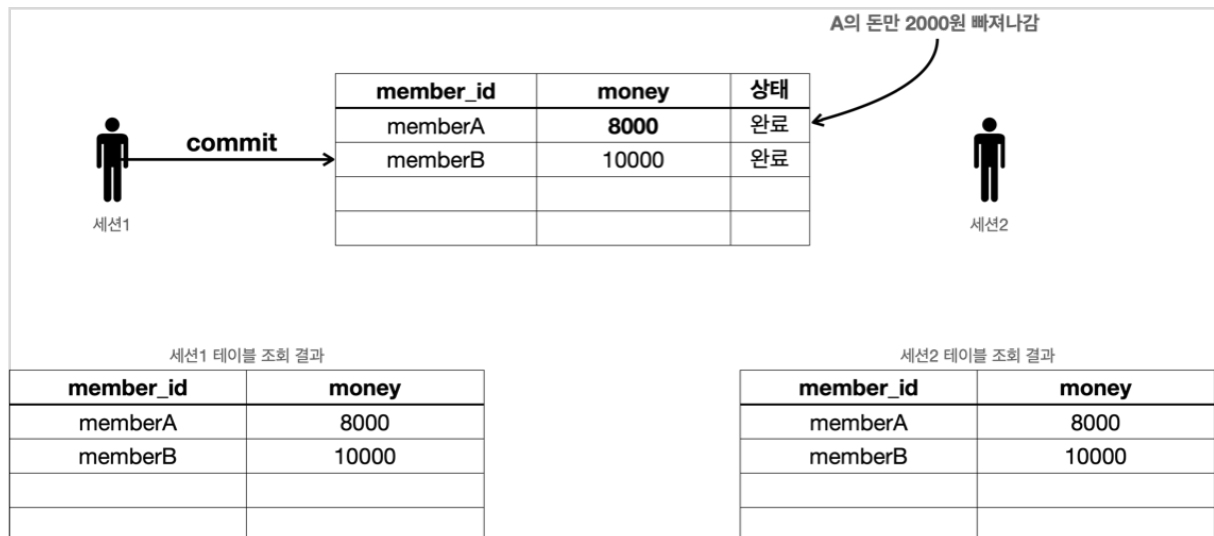 A의 돈만 2000원 빠져나감
member_id money 상태
memberA 8000 완료
commit
memberB 10000 완료
세션1
세션2
세션1 테이블 조회 결과
member_id money
memberA 8000
memberB 10000
세션2 테이블 조회 결과
member_id money
memberA 8000
memberB 10000